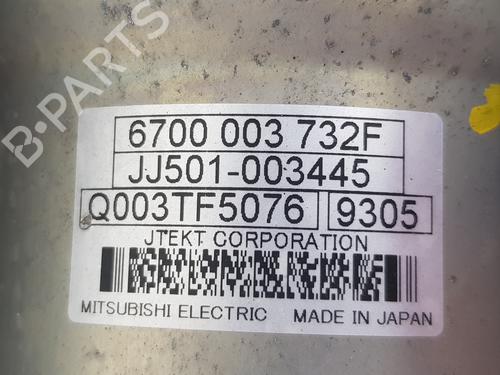 B-PARTS
6700 003 732F
JJ501-003445
Q003TF5076 9305
JTEKT CORPORATION
MITSUBISHI ELECTRIC MADE IN JAPAN